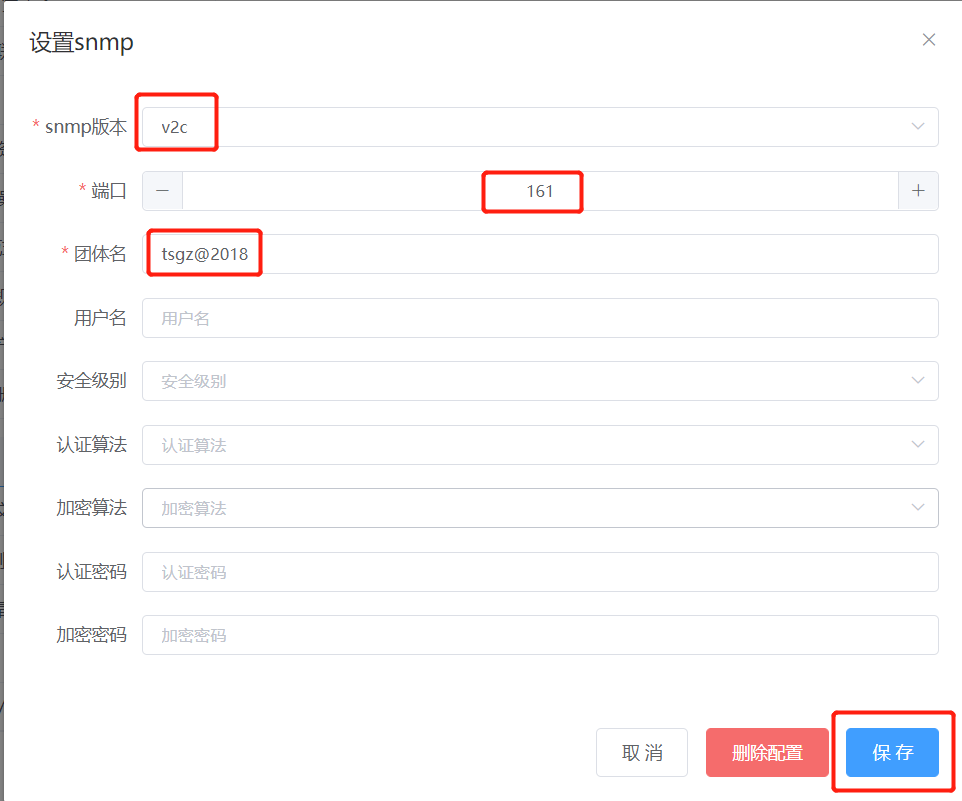 设置snmp
* snmp版本 v2c
* 端口 161
* 团体名 tsgz@2018
用户名 用户名
安全级别 安全级别
认证算法 认证算法
加密算法 加密算法
认证密码 认证密码
加密密码 加密密码
取消 删除配置 保存